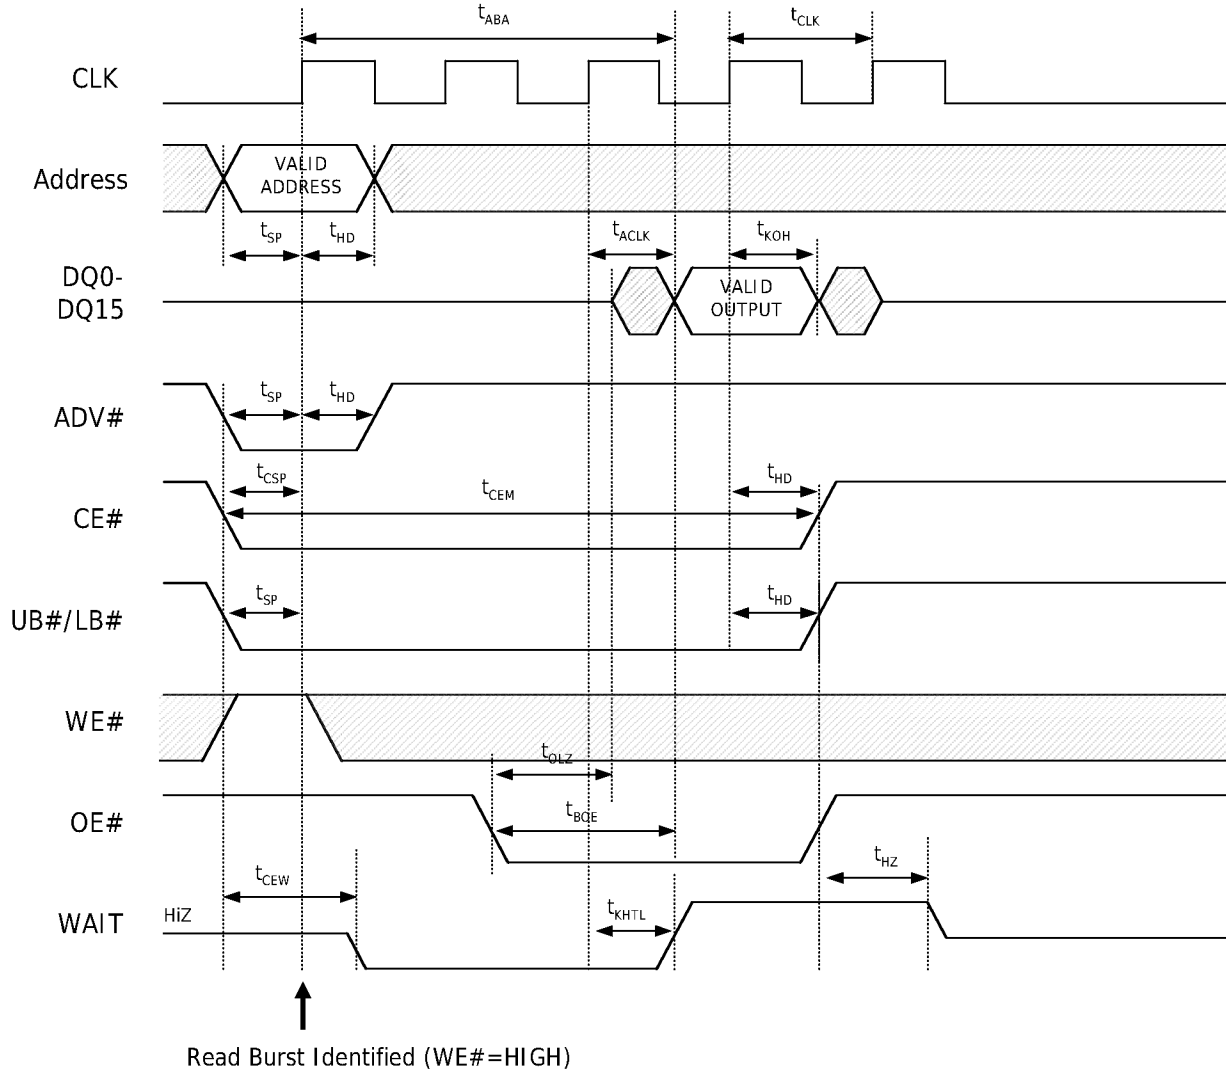 tABA
tCLK
CLK
VALID
ADDRESS
Address
tSP
tHD
tACLK
tKOH
DQ0-
DQ15
VALID
OUTPUT
tSP
tHD
ADV#
tCSP
tCEM
tHD
CE#
tSP
tHD
UB#/LB#
WE#
tOLZ
OE#
tBOE
tHZ
tCEW
HiZ
WAIT
tKHTL
Read Burst Identified (WE#=HIGH)